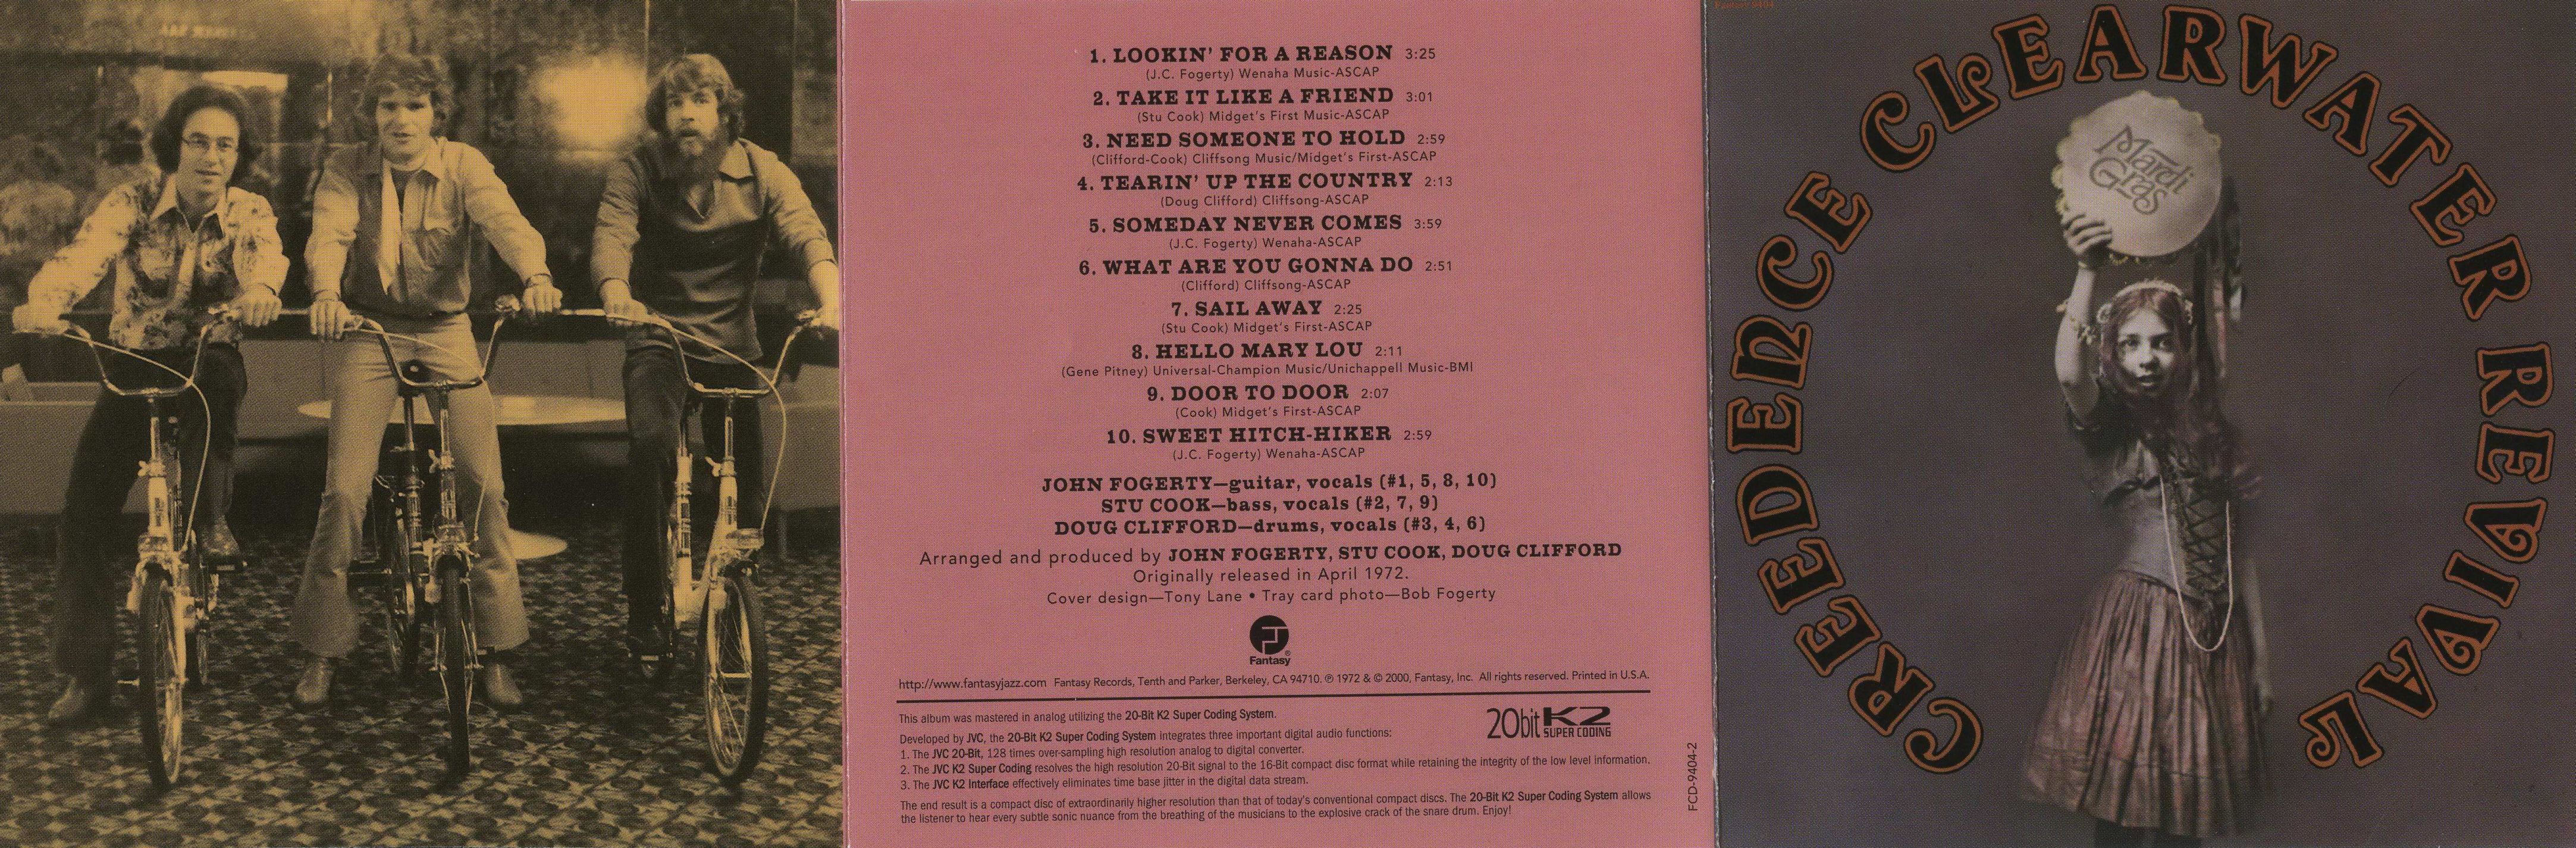 1. LOOKIN' FOR A REASON 3:25
(J.C. Fogerty) Wenaha Music-ASCAP
2. TAKE IT LIKE A FRIEND 3:01
(Stu Cook) Midget's First Music-ASCAP
3. NEED SOMEONE TO HOLD 2:59
(Clifford-Cook) Cliffsong Music/Midget's First-ASCAP
4. TEARIN' UP THE COUNTRY 2:13
(Doug Clifford) Cliffsong-ASCAP
5. SOMEDAY NEVER COMES 3:59
(J.C. Fogerty) Wenaha-ASCAP
6. WHAT ARE YOU GONNA DO 2:51
(Clifford) Cliffsong-ASCAP
7. SAIL AWAY 2:25
(Stu Cook) Midget's First-ASCAP
8. HELLO MARY LOU 2:11
(Gene Pitney) Universal-Champion Music/Unichappell Music-BMI
9. DOOR TO DOOR 2:07
(Cook) Midget's First-ASCAP
10. SWEET HITCH-HIKER 2:59
(J.C. Fogerty) Wenaha-ASCAP
JOHN FOGERTY—guitar, vocals (#1, 5, 8, 10)
STU COOK—bass, vocals (#2, 7, 9)
DOUG CLIFFORD—drums, vocals (#3, 4, 6)
Arranged and produced by JOHN FOGERTY, STU COOK, DOUG CLIFFORD
Originally released in April 1972.
Cover design—Tony Lane • Tray card photo—Bob Fogerty
Fantasy®
http://www.fantasyjazz.com Fantasy Records, Tenth and Parker, Berkeley, CA 94710. ℗ 1972 & © 2000, Fantasy, Inc. All rights reserved. Printed in U.S.A.
This album was mastered in analog utilizing the 20-Bit K2 Super Coding System.
20bit K2 SUPER CODING
Developed by JVC, the 20-Bit K2 Super Coding System integrates three important digital audio functions:
1. The JVC 20-Bit, 128 times over-sampling high resolution analog to digital converter.
2. The JVC K2 Super Coding resolves the high resolution 20-Bit signal to the 16-Bit compact disc format while retaining the integrity of the low level information.
3. The JVC K2 Interface effectively eliminates time base jitter in the digital data stream.
The end result is a compact disc of extraordinarily higher resolution than that of today's conventional compact discs. The 20-Bit K2 Super Coding System allows
the listener to hear every subtle sonic nuance from the breathing of the musicians to the explosive crack of the snare drum. Enjoy!
FCD-9404-2
Fantasy 9404
CREEDENCE CLEARWATER REVIVAL
Mardi
Gras